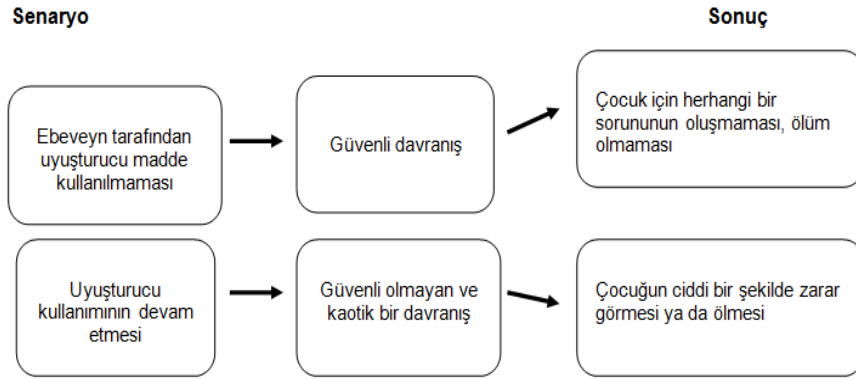 Senaryo
Sonuç
Ebeveyn tarafından
uyuşturucu madde
kullanılmaması
Güvenli davranış
Çocuk için herhangi bir
sorununun oluşmaması, ölüm
olmaması
Uyuşturucu
kullanımının devam
etmesi
Güvenli olmayan ve
kaotik bir davranış
Çocuğun ciddi bir şekilde zarar
görmesi ya da ölmesi